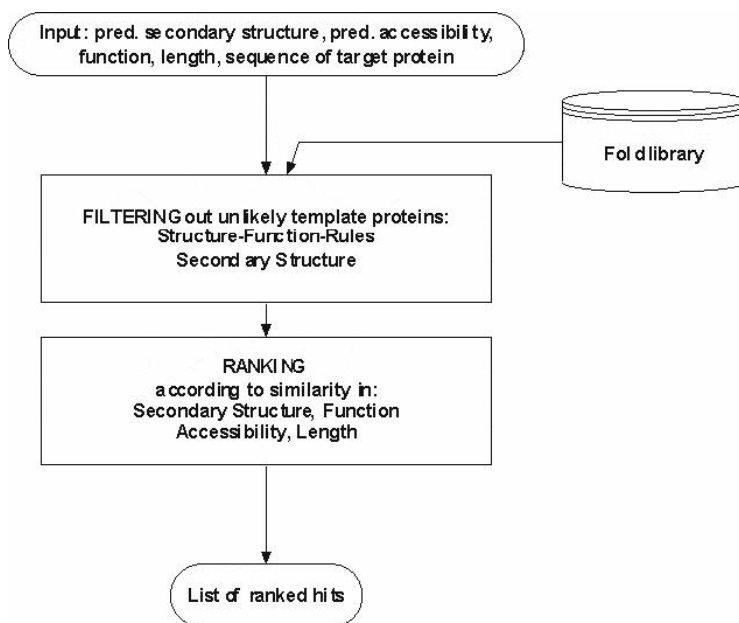 Input: pred. secondary structure, pred. accessibility,
function, length, sequence of target protein
Fold library
FILTERING out unlikely template proteins:
Structure-Function-Rules
Secondary Structure
RANKING
according to similarity in:
Secondary Structure, Function
Accessibility, Length
List of ranked hits